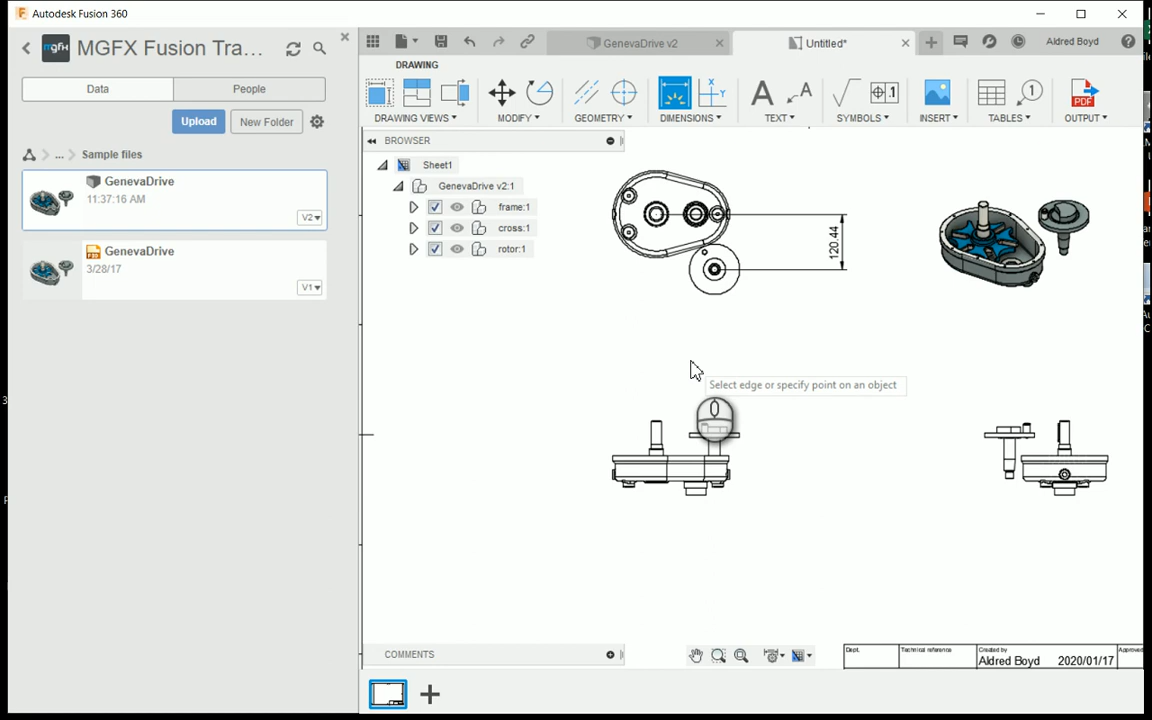 Autodesk Fusion 360
mgfx
MGFX Fusion Tra...
GenevaDrive v2
Untitled*
Aldred Boyd
DRAWING
Data
People
Upload
New Folder
DRAWING VIEWS
MODIFY
GEOMETRY
DIMENSIONS
TEXT
SYMBOLS
INSERT
TABLES
OUTPUT
PDF
BROWSER
... Sample files
Sheet1
GenevaDrive
11:37:16 AM
V2
GenevaDrive v2:1
frame:1
cross:1
rotor:1
GenevaDrive
3/28/17
V1
120.44
Select edge or specify point on an object
COMMENTS
Dept.
Technical reference
Created by
Approved
Aldred Boyd 2020/01/17